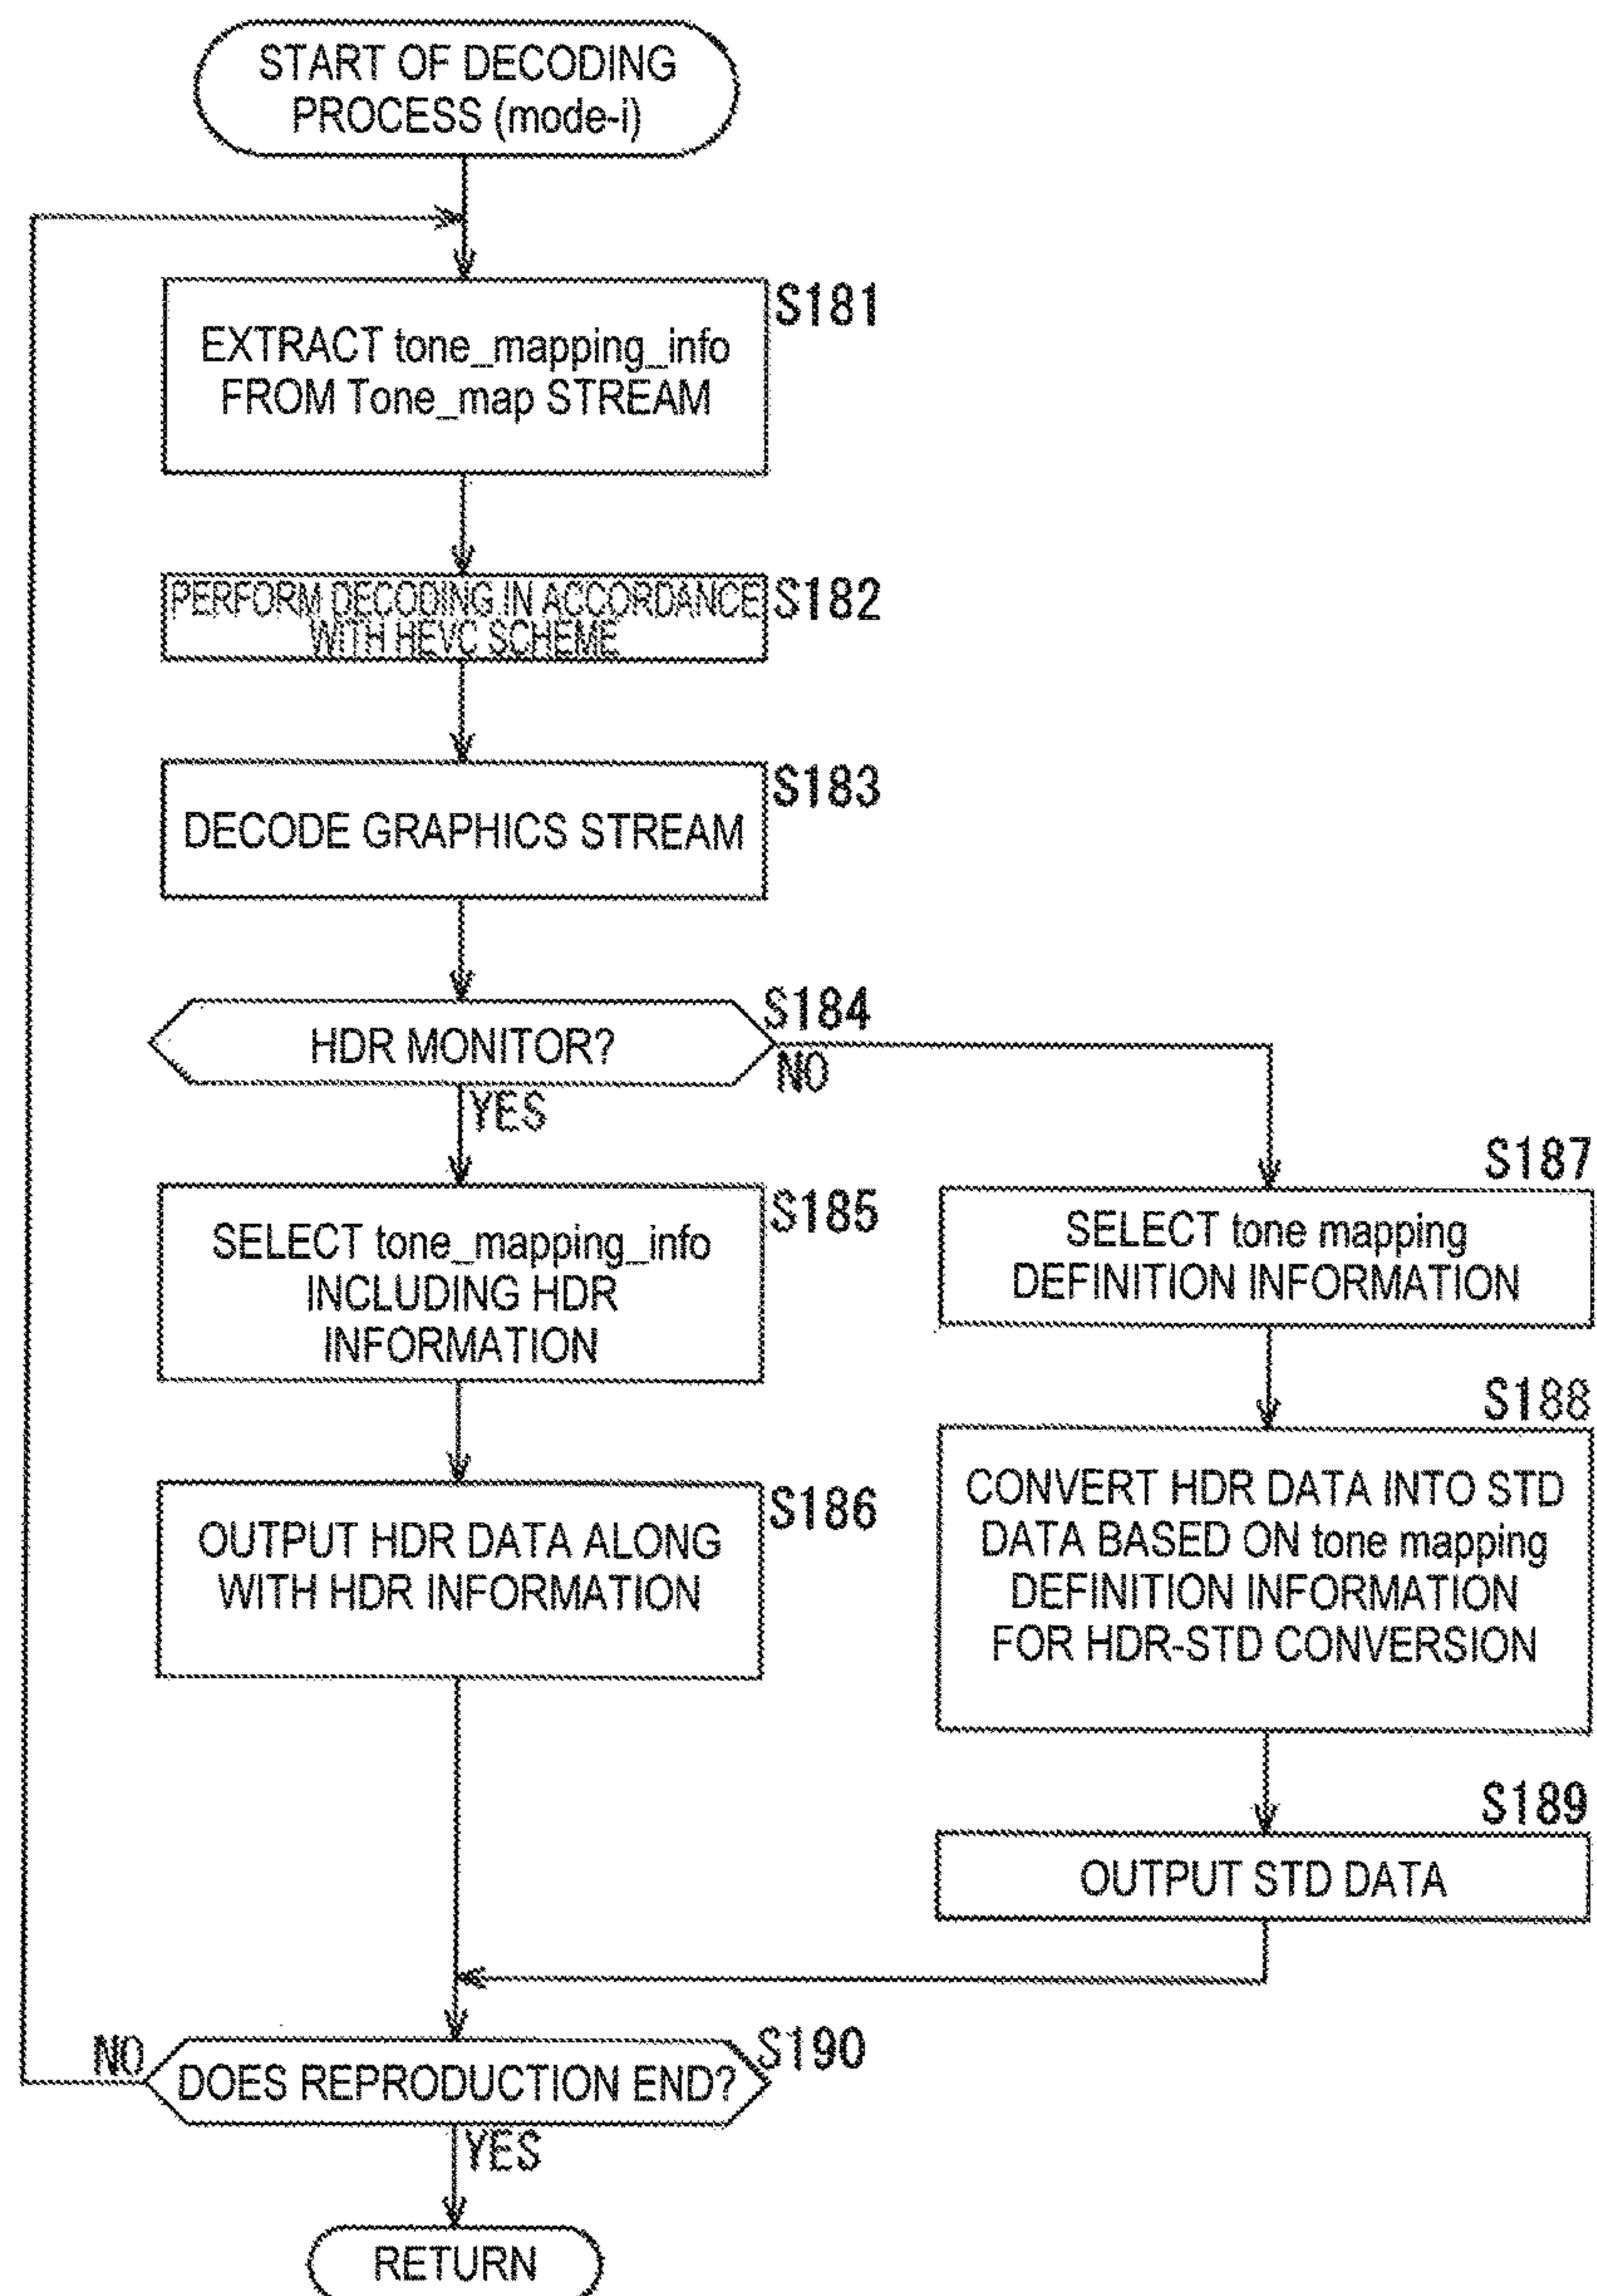 START OF DECODING
PROCESS (mode-i)
S181
EXTRACT tone_mapping_info
FROM Tone_map STREAM
S182
PERFORM DECODING IN ACCORDANCE
WITH HEVC SCHEME
S183
DECODE GRAPHICS STREAM
S184
HDR MONITOR?
NO
YES
S185
SELECT tone_mapping_info
INCLUDING HDR
INFORMATION
S186
OUTPUT HDR DATA ALONG
WITH HDR INFORMATION
S187
SELECT tone mapping
DEFINITION INFORMATION
S188
CONVERT HDR DATA INTO STD
DATA BASED ON tone mapping
DEFINITION INFORMATION
FOR HDR-STD CONVERSION
S189
OUTPUT STD DATA
S190
NO
DOES REPRODUCTION END?
YES
RETURN